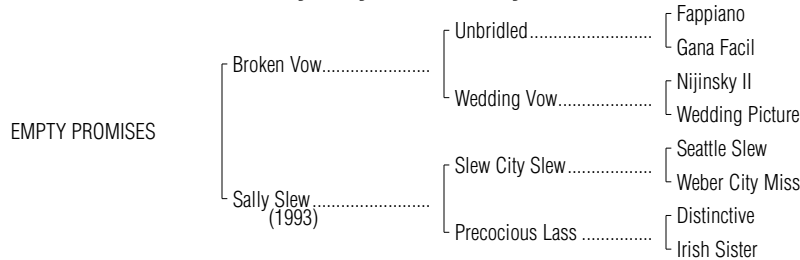 Fappiano
Unbridled..............................
Gana Facil
Broken Vow..........................
Nijinsky II
Wedding Vow.......................
Wedding Picture
EMPTY PROMISES
Seattle Slew
Slew City Slew.....................
Weber City Miss
Sally Slew............................
(1993)
Distinctive
Precocious Lass .................
Irish Sister